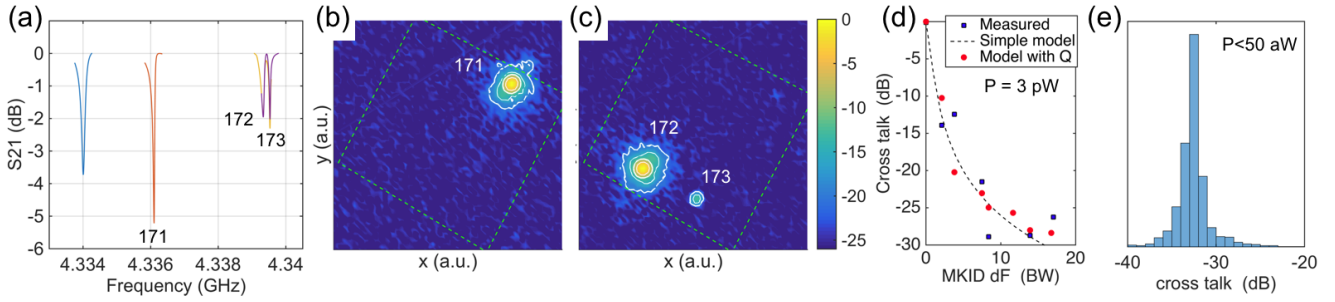 (a)
S21 (dB)
0
-1
-2
-3
-4
-5
-6
172
173
171
4.334
4.336
4.338
4.34
Frequency (GHz)
(b)
171
y (a.u.)
x (a.u.)
(c)
172
173
x (a.u.)
0
-5
-10
-15
-20
-25
(d)
Measured
Simple model
Model with Q
P = 3 pW
Cross talk (dB)
0
-5
-10
-15
-20
-25
-30
0
10
20
MKID dF (BW)
(e)
P<50 aW
-40
-30
-20
cross talk (dB)